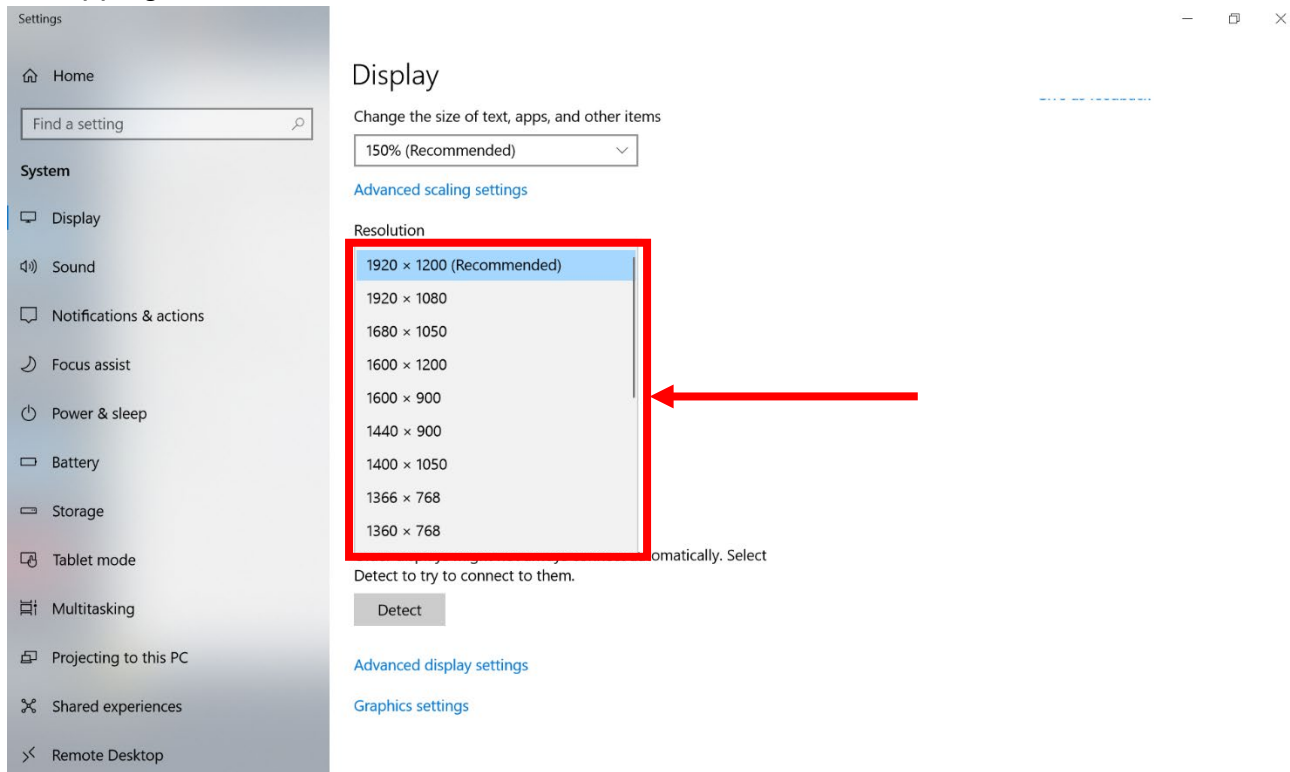 Settings
Home
Find a setting
System
Display
Sound
Notifications & actions
Focus assist
Power & sleep
Battery
Storage
Tablet mode
Multitasking
Projecting to this PC
Shared experiences
Remote Desktop
Display
Change the size of text, apps, and other items
150% (Recommended)
Advanced scaling settings
Resolution
1920 × 1200 (Recommended)
1920 × 1080
1680 × 1050
1600 × 1200
1600 × 900
1440 × 900
1400 × 1050
1366 × 768
1360 × 768
Select
Detect to try to connect to them.
Detect
Advanced display settings
Graphics settings